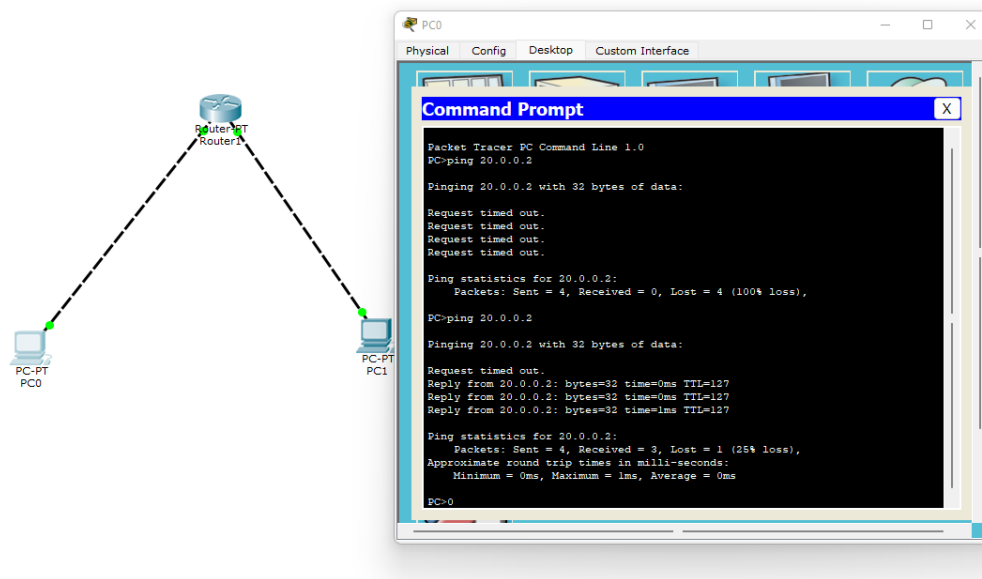 PC0
Physical Config Desktop Custom Interface
Command Prompt X
Packet Tracer PC Command Line 1.0
PC>ping 20.0.0.2
Pinging 20.0.0.2 with 32 bytes of data:
Request timed out.
Request timed out.
Request timed out.
Request timed out.
Ping statistics for 20.0.0.2:
Packets: Sent = 4, Received = 0, Lost = 4 (100% loss),
PC>ping 20.0.0.2
Pinging 20.0.0.2 with 32 bytes of data:
Request timed out.
Reply from 20.0.0.2: bytes=32 time=0ms TTL=127
Reply from 20.0.0.2: bytes=32 time=0ms TTL=127
Reply from 20.0.0.2: bytes=32 time=1ms TTL=127
Ping statistics for 20.0.0.2:
Packets: Sent = 4, Received = 3, Lost = 1 (25% loss),
Approximate round trip times in milli-seconds:
Minimum = 0ms, Maximum = 1ms, Average = 0ms
PC>0
Router-PT
Router1
PC-PT
PC0
PC-PT
PC1